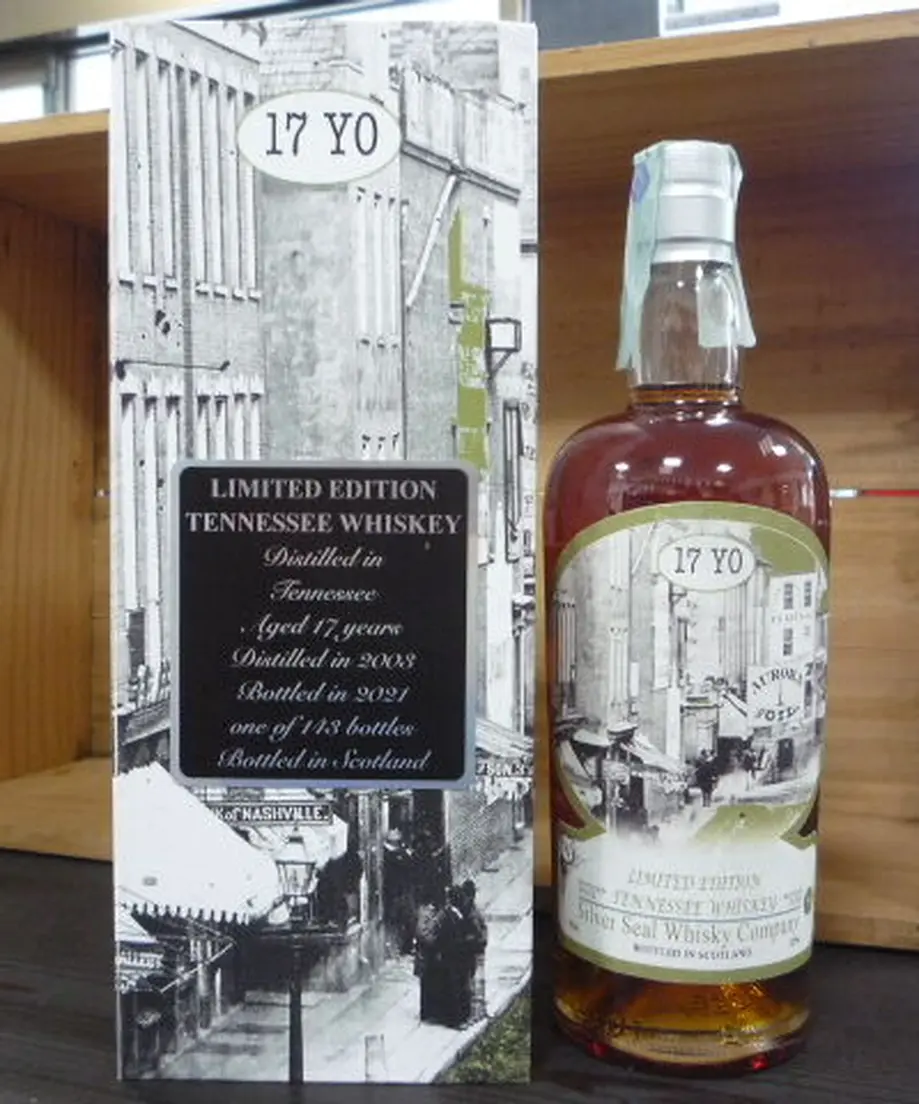 17 YO
LIMITED EDITION
TENNESSEE WHISKEY
Distilled in
Tennessee
Aged 17 years
Distilled in 2003
Bottled in 2021
one of 143 bottles
Bottled in Scotland
of NASHVILLE.
17 YO
AURORA
OIL
LIMITED EDITION
TENNESSEE WHISKEY
Silver Seal Whisky Company
BOTTLED IN SCOTLAND